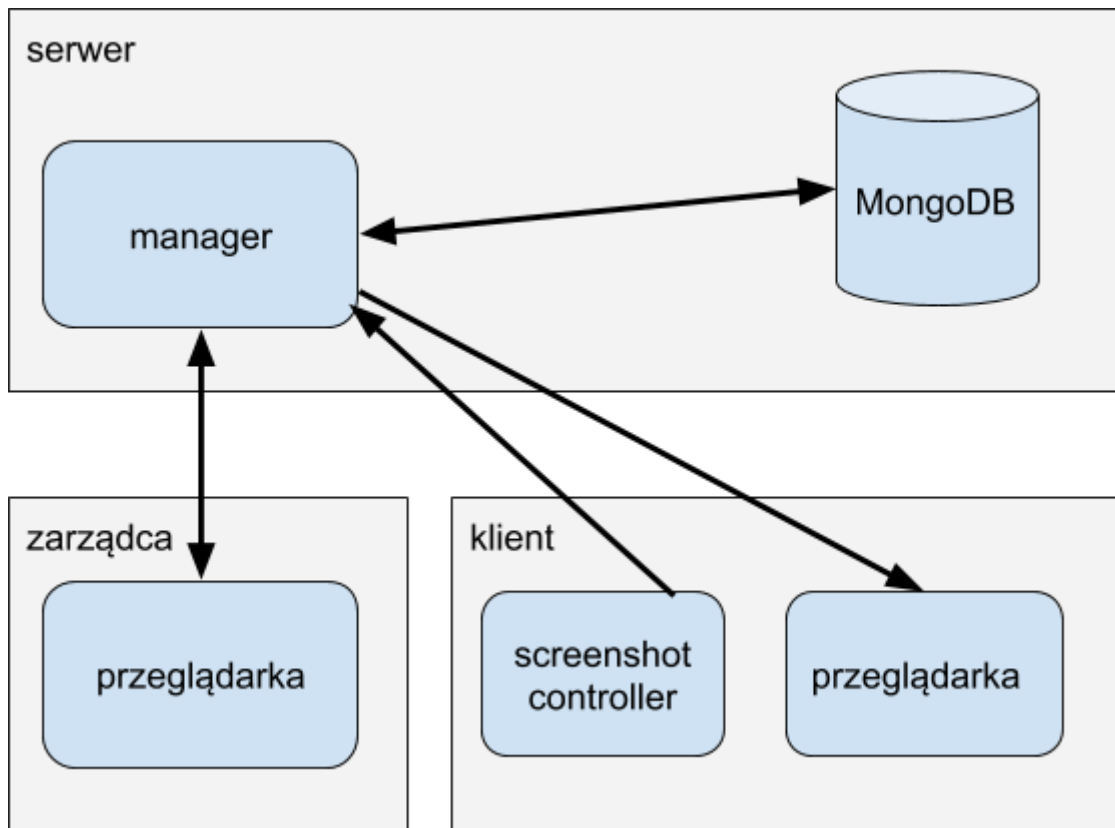 serwer
manager
MongoDB
zarządca
przeglądarka
klient
screenshot
controller
przeglądarka